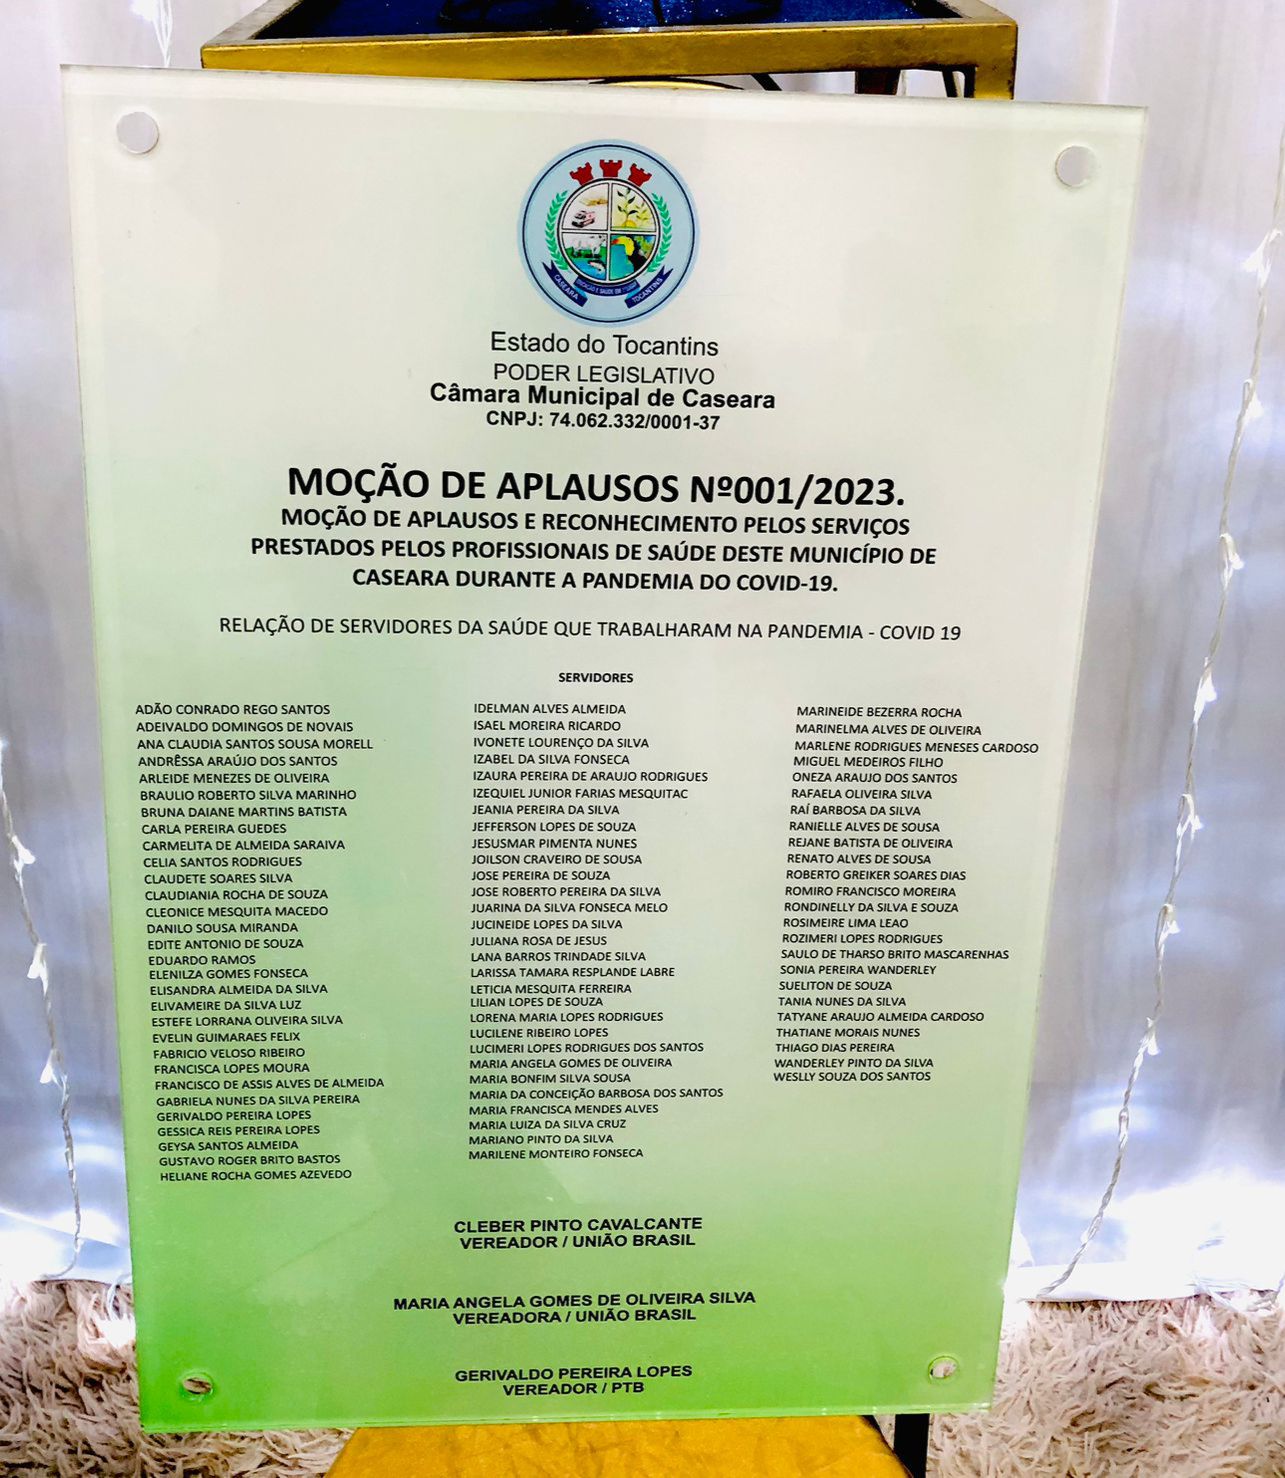 CASEARA
EDUCAÇÃO E SAÚDE EM 1º LUGAR
TOCANTINS
Estado do Tocantins
PODER LEGISLATIVO
Câmara Municipal de Caseara
CNPJ: 74.062.332/0001-37
MOÇÃO DE APLAUSOS Nº001/2023.
MOÇÃO DE APLAUSOS E RECONHECIMENTO PELOS SERVIÇOS
PRESTADOS PELOS PROFISSIONAIS DE SAÚDE DESTE MUNICÍPIO DE
CASEARA DURANTE A PANDEMIA DO COVID-19.
RELAÇÃO DE SERVIDORES DA SAÚDE QUE TRABALHARAM NA PANDEMIA - COVID 19
SERVIDORES
ADÃO CONRADO REGO SANTOS
ADEIVALDO DOMINGOS DE NOVAIS
ANA CLAUDIA SANTOS SOUSA MORELL
ANDRÊSSA ARAÚJO DOS SANTOS
ARLEIDE MENEZES DE OLIVEIRA
BRAULIO ROBERTO SILVA MARINHO
BRUNA DAIANE MARTINS BATISTA
CARLA PEREIRA GUEDES
CARMELITA DE ALMEIDA SARAIVA
CELIA SANTOS RODRIGUES
CLAUDETE SOARES SILVA
CLAUDIANIA ROCHA DE SOUZA
CLEONICE MESQUITA MACEDO
DANILO SOUSA MIRANDA
EDITE ANTONIO DE SOUZA
EDUARDO RAMOS
ELENILZA GOMES FONSECA
ELISANDRA ALMEIDA DA SILVA
ELIVAMEIRE DA SILVA LUZ
ESTEFE LORRANA OLIVEIRA SILVA
EVELIN GUIMARAES FELIX
FABRICIO VELOSO RIBEIRO
FRANCISCA LOPES MOURA
FRANCISCO DE ASSIS ALVES DE ALMEIDA
GABRIELA NUNES DA SILVA PEREIRA
GERIVALDO PEREIRA LOPES
GESSICA REIS PEREIRA LOPES
GEYSA SANTOS ALMEIDA
GUSTAVO ROGER BRITO BASTOS
HELIANE ROCHA GOMES AZEVEDO
IDELMAN ALVES ALMEIDA
ISAEL MOREIRA RICARDO
IVONETE LOURENÇO DA SILVA
IZABEL DA SILVA FONSECA
IZAURA PEREIRA DE ARAUJO RODRIGUES
IZEQUIEL JUNIOR FARIAS MESQUITAC
JEANIA PEREIRA DA SILVA
JEFFERSON LOPES DE SOUZA
JESUSMAR PIMENTA NUNES
JOILSON CRAVEIRO DE SOUSA
JOSE PEREIRA DE SOUZA
JOSE ROBERTO PEREIRA DA SILVA
JUARINA DA SILVA FONSECA MELO
JUCINEIDE LOPES DA SILVA
JULIANA ROSA DE JESUS
LANA BARROS TRINDADE SILVA
LARISSA TAMARA RESPLANDE LABRE
LETICIA MESQUITA FERREIRA
LILIAN LOPES DE SOUZA
LORENA MARIA LOPES RODRIGUES
LUCILENE RIBEIRO LOPES
LUCIMERI LOPES RODRIGUES DOS SANTOS
MARIA ANGELA GOMES DE OLIVEIRA
MARIA BONFIM SILVA SOUSA
MARIA DA CONCEIÇÃO BARBOSA DOS SANTOS
MARIA FRANCISCA MENDES ALVES
MARIA LUIZA DA SILVA CRUZ
MARIANO PINTO DA SILVA
MARILENE MONTEIRO FONSECA
MARINEIDE BEZERRA ROCHA
MARINELMA ALVES DE OLIVEIRA
MARLENE RODRIGUES MENESES CARDOSO
MIGUEL MEDEIROS FILHO
ONEZA ARAUJO DOS SANTOS
RAFAELA OLIVEIRA SILVA
RAÍ BARBOSA DA SILVA
RANIELLE ALVES DE SOUSA
REJANE BATISTA DE OLIVEIRA
RENATO ALVES DE SOUSA
ROBERTO GREIKER SOARES DIAS
ROMIRO FRANCISCO MOREIRA
RONDINELLY DA SILVA E SOUZA
ROSIMEIRE LIMA LEAO
ROZIMERI LOPES RODRIGUES
SAULO DE THARSO BRITO MASCARENHAS
SONIA PEREIRA WANDERLEY
SUELITON DE SOUZA
TANIA NUNES DA SILVA
TATYANE ARAUJO ALMEIDA CARDOSO
THATIANE MORAIS NUNES
THIAGO DIAS PEREIRA
WANDERLEY PINTO DA SILVA
WESLLY SOUZA DOS SANTOS
CLEBER PINTO CAVALCANTE
VEREADOR / UNIÃO BRASIL
MARIA ANGELA GOMES DE OLIVEIRA SILVA
VEREADORA / UNIÃO BRASIL
GERIVALDO PEREIRA LOPES
VEREADOR / PTB